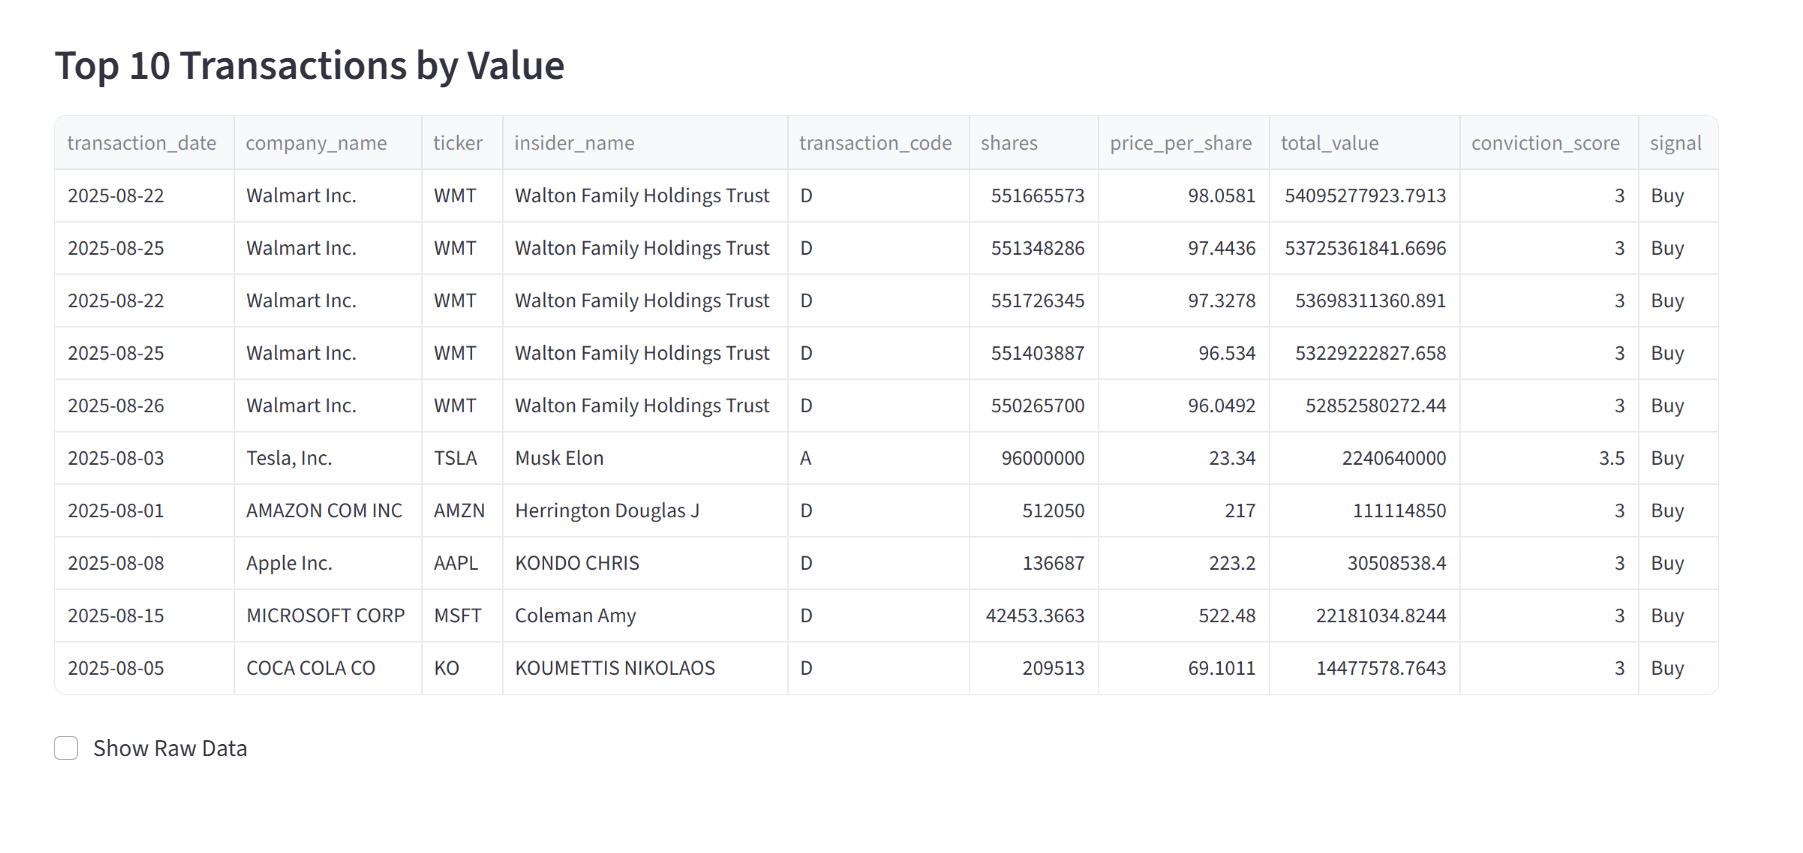 Top 10 Transactions by Value
transaction_date company_name ticker insider_name transaction_code shares price_per_share total_value conviction_score signal
2025-08-22 Walmart Inc. WMT Walton Family Holdings Trust D 551665573 98.0581 54095277923.7913 3 Buy
2025-08-25 Walmart Inc. WMT Walton Family Holdings Trust D 551348286 97.4436 53725361841.6696 3 Buy
2025-08-22 Walmart Inc. WMT Walton Family Holdings Trust D 551726345 97.3278 53698311360.891 3 Buy
2025-08-25 Walmart Inc. WMT Walton Family Holdings Trust D 551403887 96.534 53229222827.658 3 Buy
2025-08-26 Walmart Inc. WMT Walton Family Holdings Trust D 550265700 96.0492 52852580272.44 3 Buy
2025-08-03 Tesla, Inc. TSLA Musk Elon A 96000000 23.34 2240640000 3.5 Buy
2025-08-01 AMAZON COM INC AMZN Herrington Douglas J D 512050 217 111114850 3 Buy
2025-08-08 Apple Inc. AAPL KONDO CHRIS D 136687 223.2 30508538.4 3 Buy
2025-08-15 MICROSOFT CORP MSFT Coleman Amy D 42453.3663 522.48 22181034.8244 3 Buy
2025-08-05 COCA COLA CO KO KOUMETTIS NIKOLAOS D 209513 69.1011 14477578.7643 3 Buy
Show Raw Data